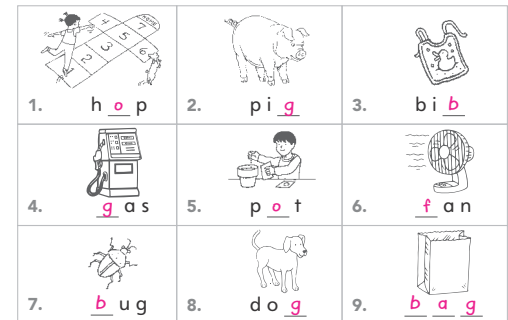 1. hop
2. pig
3. bib
4. gas
5. pot
6. fan
7. bug
8. dog
9. bag